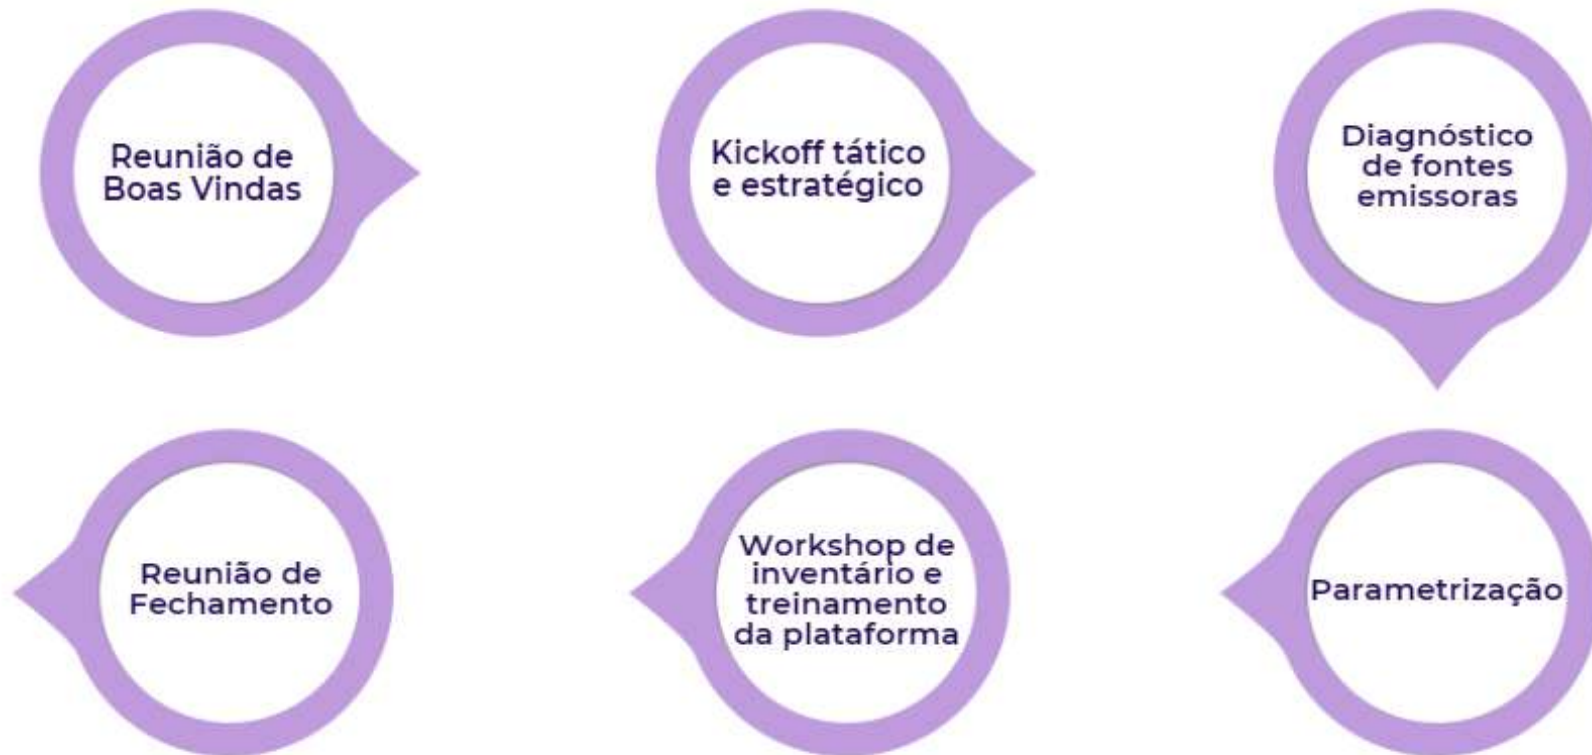 Reunião de
Boas Vindas
Kickoff tático
e estratégico
Diagnóstico
de fontes
emissoras
Reunião de
Fechamento
Workshop de
inventário e
treinamento
da plataforma
Parametrização